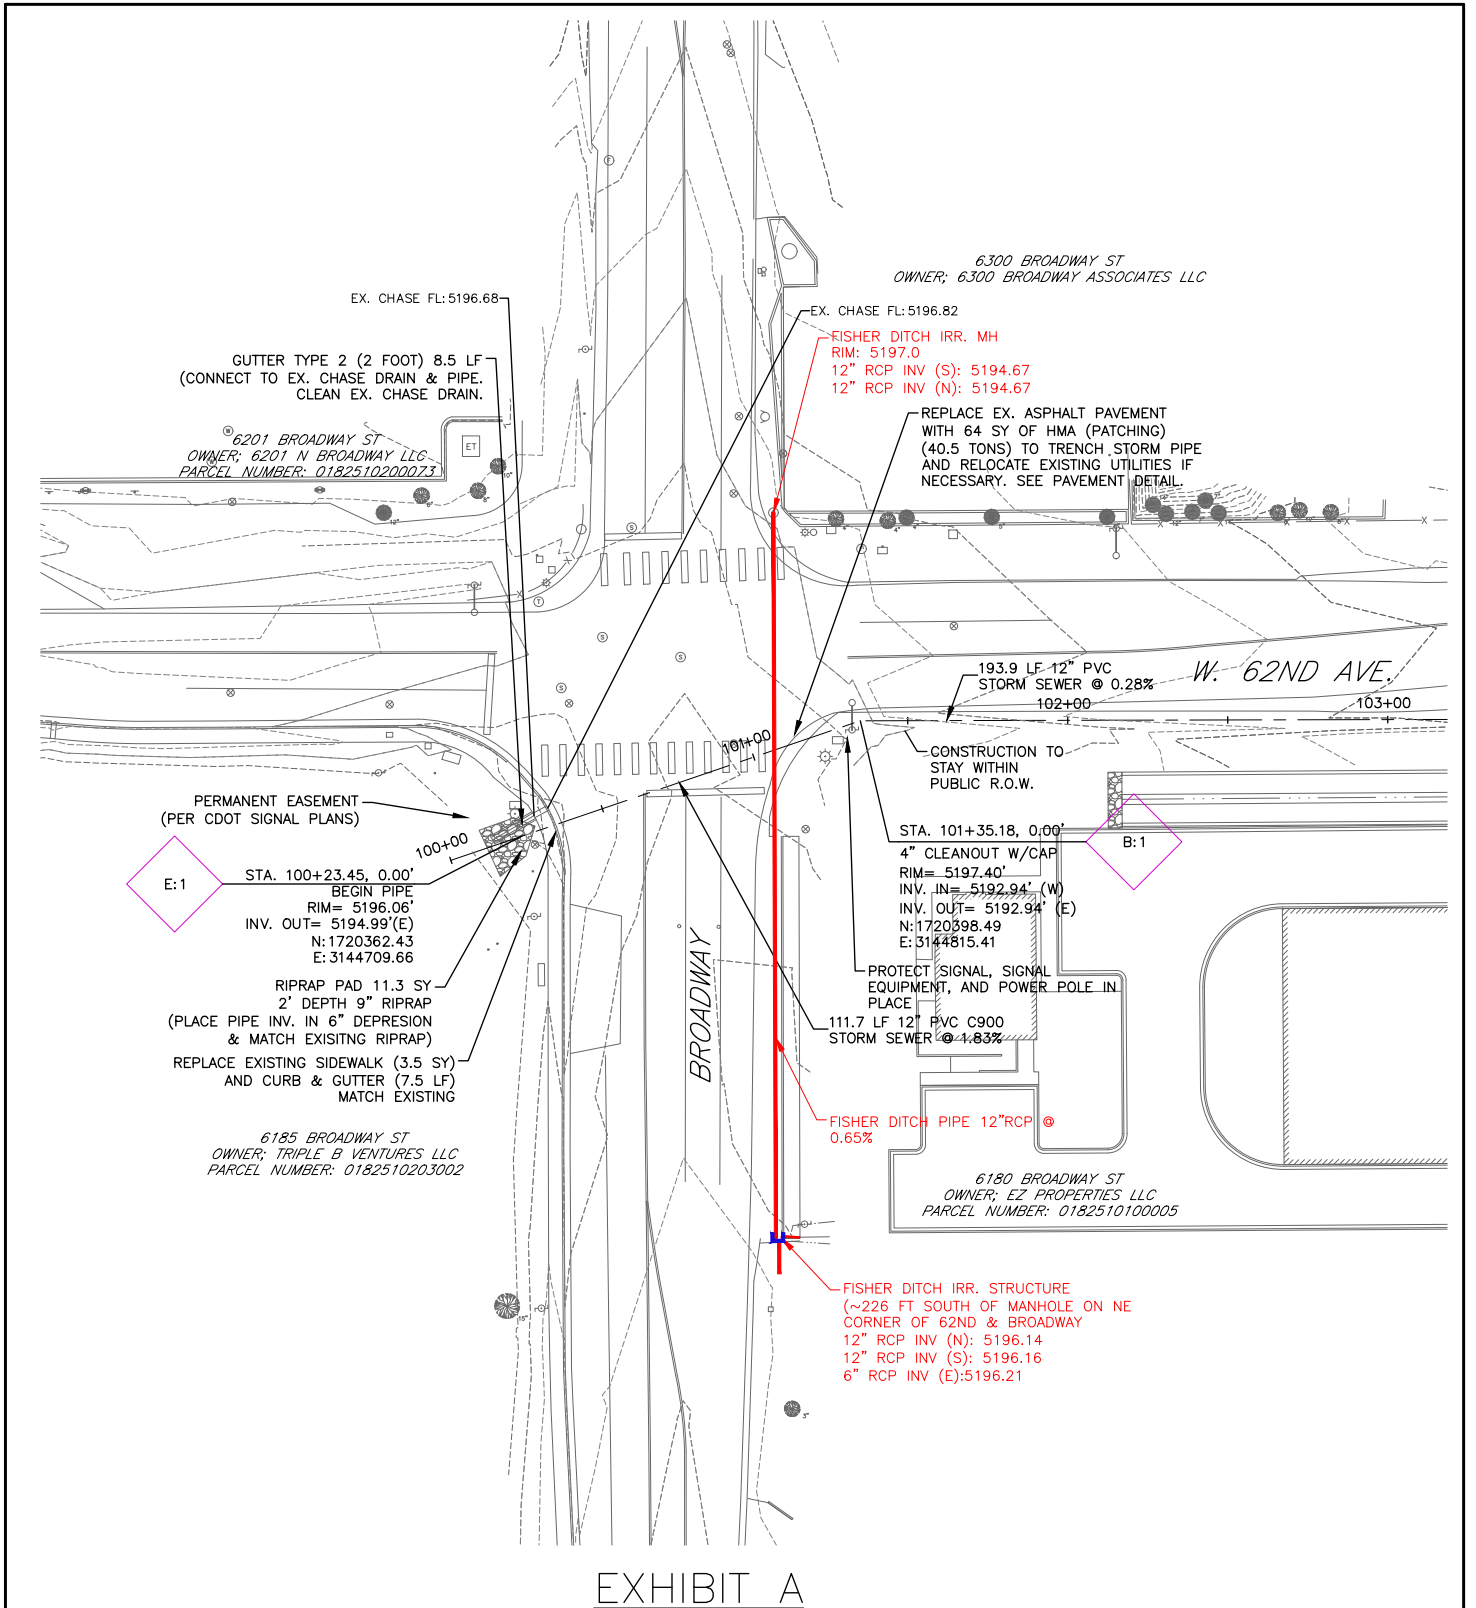 6300 BROADWAY ST
OWNER; 6300 BROADWAY ASSOCIATES LLC
EX. CHASE FL:5196.68
EX. CHASE FL:5196.82
FISHER DITCH IRR. MH
RIM: 5197.0
12" RCP INV (S): 5194.67
12" RCP INV (N): 5194.67
GUTTER TYPE 2 (2 FOOT) 8.5 LF
(CONNECT TO EX. CHASE DRAIN & PIPE.
CLEAN EX. CHASE DRAIN.
REPLACE EX. ASPHALT PAVEMENT
WITH 64 SY OF HMA (PATCHING)
(40.5 TONS) TO TRENCH STORM PIPE
AND RELOCATE EXISTING UTILITIES IF
NECESSARY. SEE PAVEMENT DETAIL.
6201 BROADWAY ST
OWNER; 6201 N BROADWAY LLC
PARCEL NUMBER: 0182510200073
ET
193.9 LF 12" PVC
STORM SEWER @ 0.28%
W. 62ND AVE.
102+00
103+00
101+00
100+00
CONSTRUCTION TO
STAY WITHIN
PUBLIC R.O.W.
PERMANENT EASEMENT
(PER CDOT SIGNAL PLANS)
E:1
STA. 100+23.45, 0.00'
BEGIN PIPE
RIM= 5196.06'
INV. OUT= 5194.99'(E)
N:1720362.43
E:3144709.66
B:1
STA. 101+35.18, 0.00'
4" CLEANOUT W/CAP
RIM= 5197.40'
INV. IN= 5192.94' (W)
INV. OUT= 5192.94' (E)
N:1720398.49
E:3144815.41
RIPRAP PAD 11.3 SY
2' DEPTH 9" RIPRAP
(PLACE PIPE INV. IN 6" DEPRESION
& MATCH EXISITNG RIPRAP)
PROTECT SIGNAL, SIGNAL
EQUIPMENT, AND POWER POLE IN
PLACE
111.7 LF 12" PVC C900
STORM SEWER @ 1.83%
REPLACE EXISTING SIDEWALK (3.5 SY)
AND CURB & GUTTER (7.5 LF)
MATCH EXISTING
BROADWAY
FISHER DITCH PIPE 12"RCP @
0.65%
6185 BROADWAY ST
OWNER; TRIPLE B VENTURES LLC
PARCEL NUMBER: 0182510203002
6180 BROADWAY ST
OWNER; EZ PROPERTIES LLC
PARCEL NUMBER: 0182510100005
FISHER DITCH IRR. STRUCTURE
(~226 FT SOUTH OF MANHOLE ON NE
CORNER OF 62ND & BROADWAY
12" RCP INV (N): 5196.14
12" RCP INV (S): 5196.16
6" RCP INV (E):5196.21
EXHIBIT A